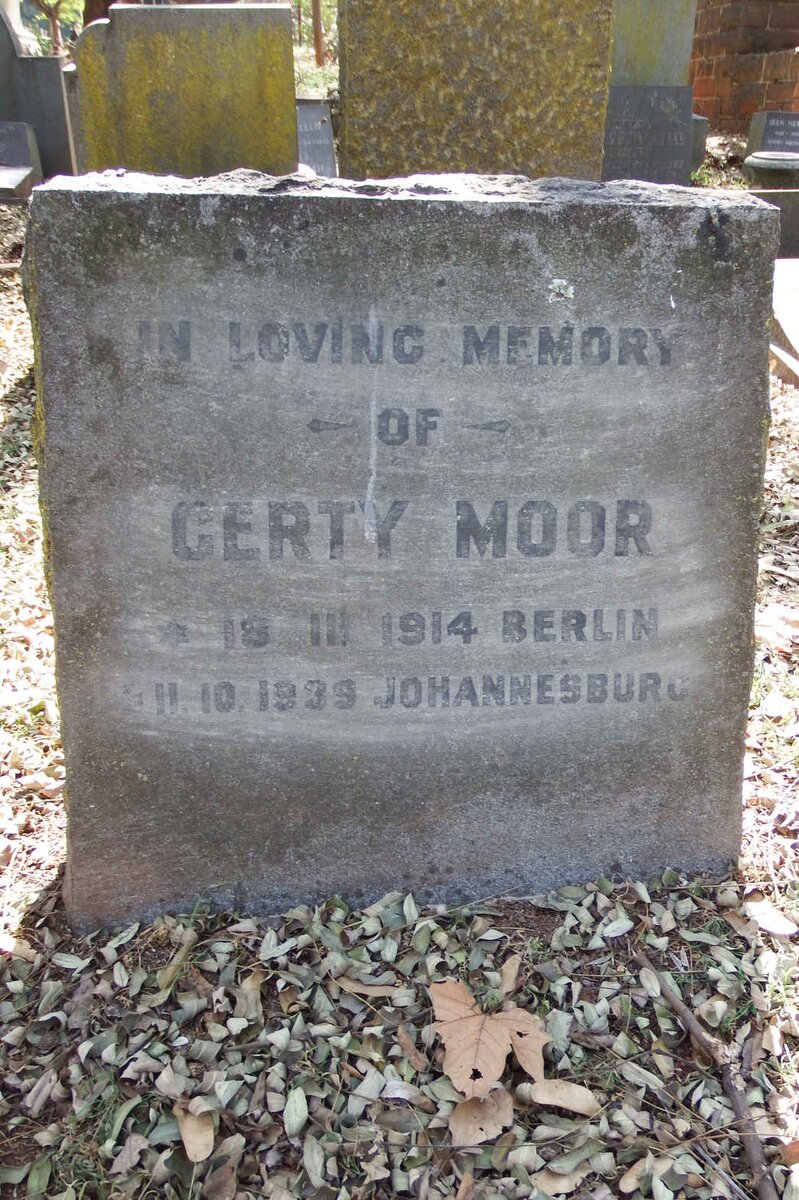 IN LOVING MEMORY
OF
GERTY MOOR
* 18 III 1914 BERLIN
11.10.1939 JOHANNESBURG